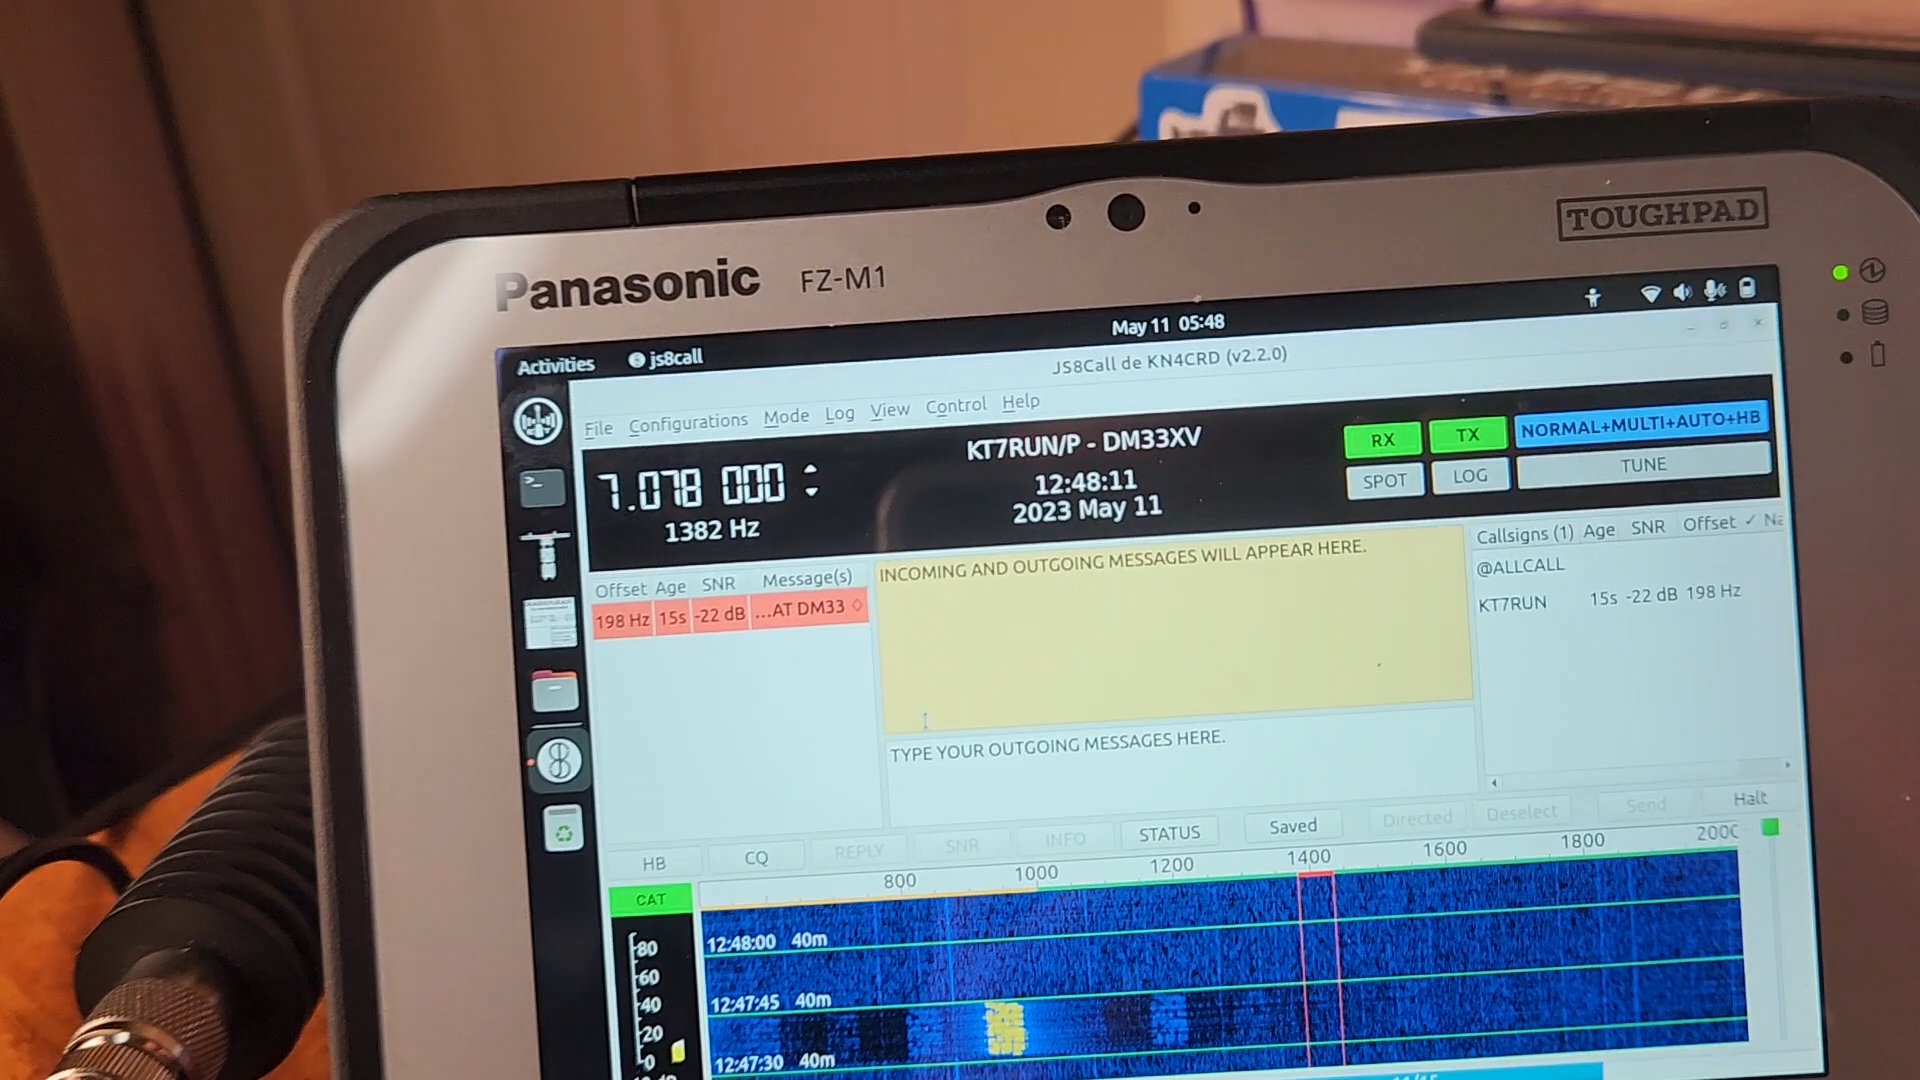 TOUGHPAD
Panasonic FZ-M1
May 11 05:48
Activities js8call
JS8Call de KN4CRD (v2.2.0)
File Configurations Mode Log View Control Help
7.078 000
1382 Hz
KT7RUN/P - DM33XV
12:48:11
2023 May 11
RX TX NORMAL+MULTI+AUTO+HB
SPOT LOG TUNE
Offset Age SNR Message(s)
198 Hz 15s -22 dB ...AT DM33 ♢
INCOMING AND OUTGOING MESSAGES WILL APPEAR HERE.
TYPE YOUR OUTGOING MESSAGES HERE.
Callsigns (1) Age SNR Offset ✓
@ALLCALL
KT7RUN 15s -22 dB 198 Hz
HB CQ REPLY SNR INFO STATUS Saved Directed Deselect Send Halt
800 1000 1200 1400 1600 1800
CAT
80
60
40
20
0
12:48:00 40m
12:47:45 40m
12:47:30 40m